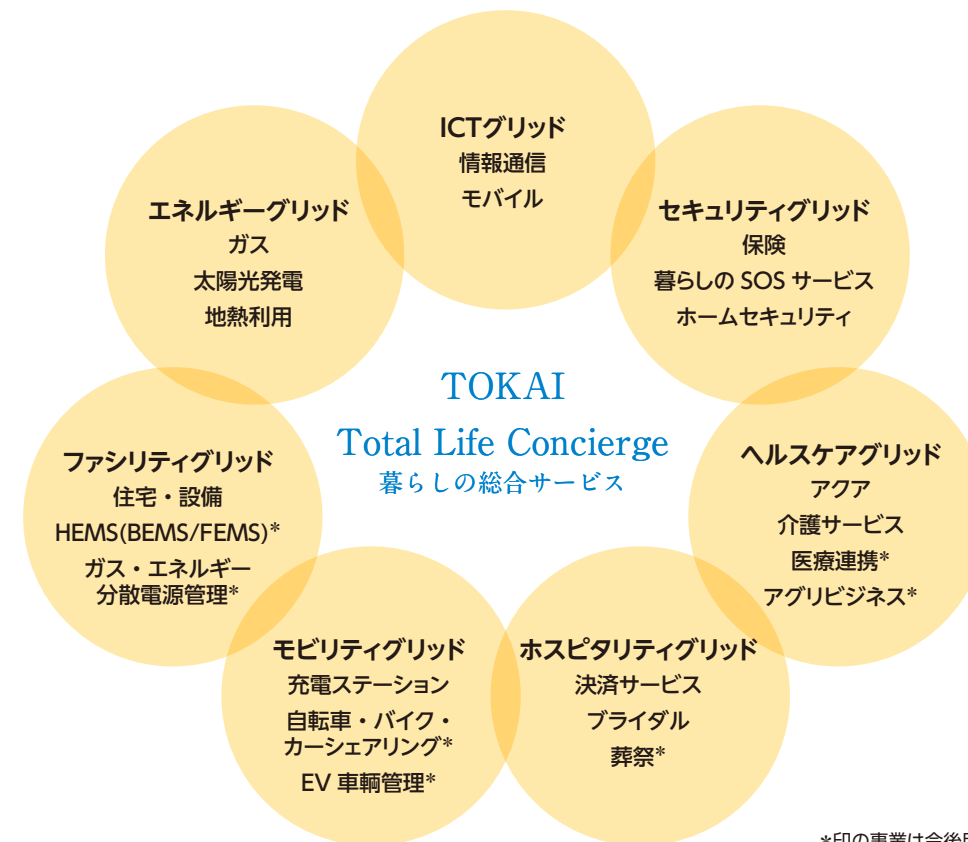 ICTグリッド
情報通信
モバイル
エネルギーグリッド
ガス
太陽光発電
地熱利用
セキュリティグリッド
保険
暮らしの SOS サービス
ホームセキュリティ
TOKAI
Total Life Concierge
暮らしの総合サービス
ファシリティグリッド
住宅・設備
HEMS(BEMS/FEMS)*
ガス・エネルギー
分散電源管理*
ヘルスケアグリッド
アクア
介護サービス
医療連携*
アグリビジネス*
モビリティグリッド
充電ステーション
自転車・バイク・
カーシェアリング*
EV 車輌管理*
ホスピタリティグリッド
決済サービス
ブライダル
葬祭*
*印の事業は今後